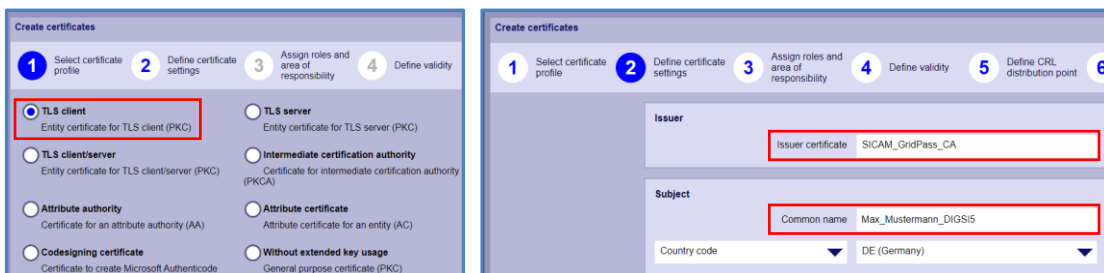 Create certificates
1 Select certificate profile
2 Define certificate settings
3 Assign roles and area of responsibility
4 Define validity
TLS client
Entity certificate for TLS client (PKC)
TLS server
Entity certificate for TLS server (PKC)
TLS client/server
Entity certificate for TLS client/server (PKC)
Intermediate certification authority
Certificate for intermediate certification authority
(PKCA)
Attribute authority
Certificate for an attribute authority (AA)
Attribute certificate
Attribute certificate for an entity (AC)
Codesigning certificate
Certificate to create Microsoft Authenticode
Without extended key usage
General purpose certificate (PKC)
Create certificates
1 Select certificate profile
2 Define certificate settings
3 Assign roles and area of responsibility
4 Define validity
5 Define CRL distribution point
6
Issuer
Issuer certificate SICAM_GridPass_CA
Subject
Common name Max_Mustermann_DIGSI5
Country code DE (Germany)